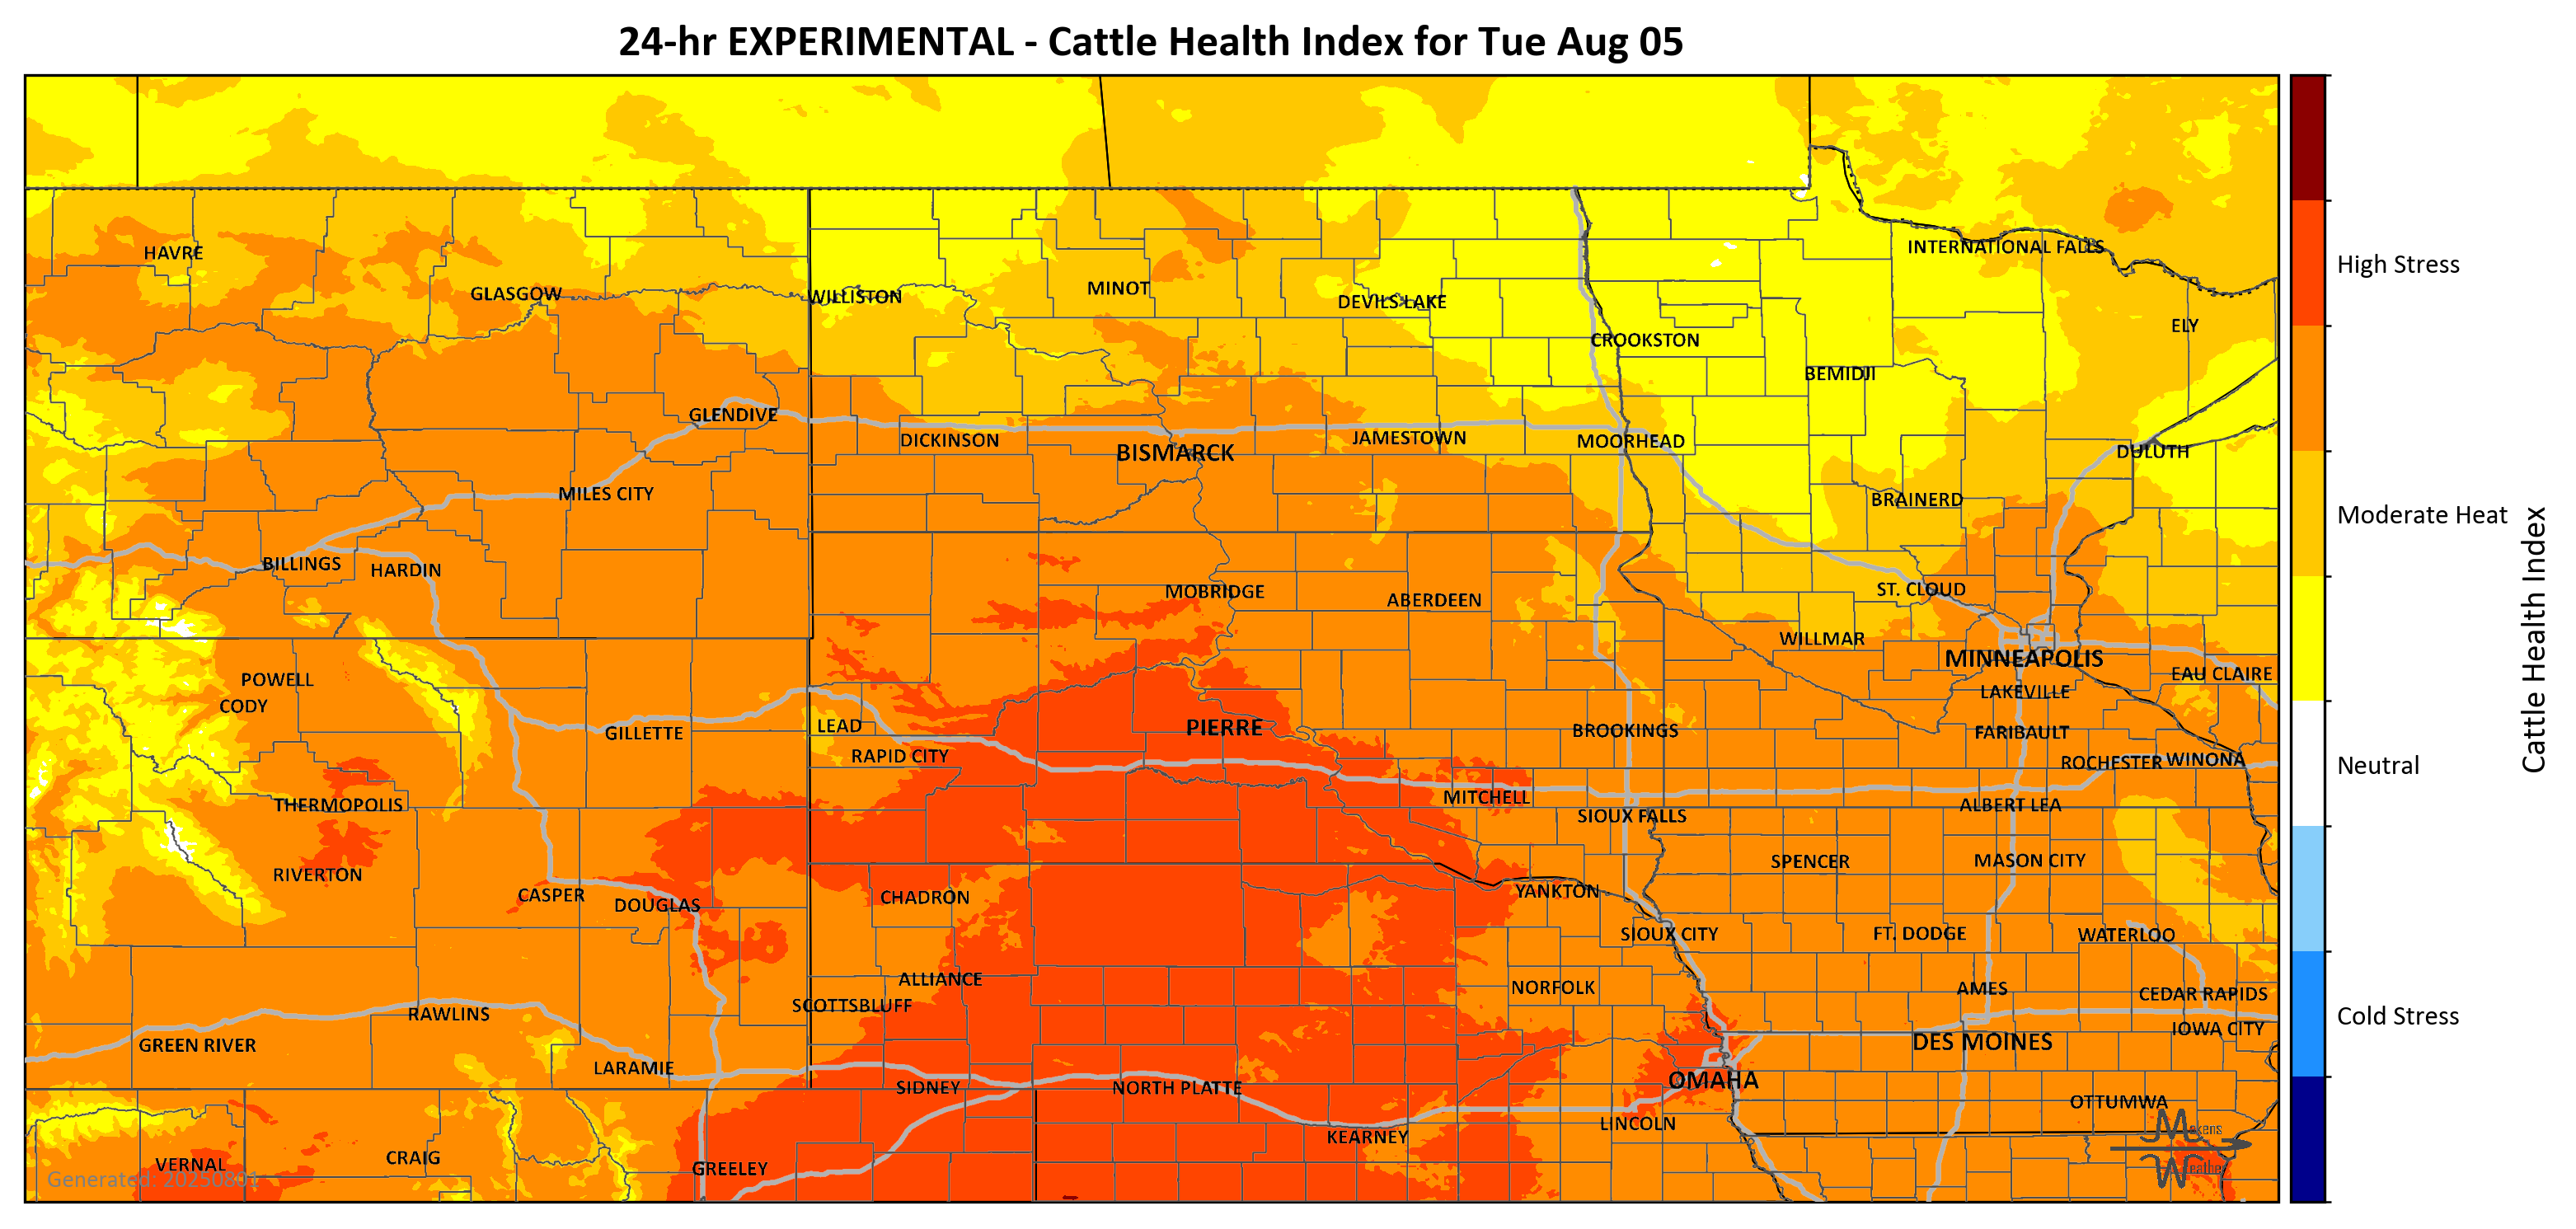 24-hr EXPERIMENTAL - Cattle Health Index for Tue Aug 05
HAVRE
INTERNATIONAL FALLS
GLASGOW
WILLISTON
MINOT
DEVILS LAKE
ELY
CROOKSTON
BEMIDJI
GLENDIVE
DICKINSON
BISMARCK
JAMESTOWN
MOORHEAD
DULUTH
MILES CITY
BRAINERD
BILLINGS
HARDIN
MOBRIDGE
ABERDEEN
ST. CLOUD
WILLMAR
MINNEAPOLIS
EAU CLAIRE
POWELL
CODY
LAKEVILLE
GILLETTE
LEAD
PIERRE
BROOKINGS
FARIBAULT
RAPID CITY
ROCHESTER
WINONA
THERMOPOLIS
MITCHELL
SIOUX FALLS
ALBERT LEA
RIVERTON
SPENCER
MASON CITY
CASPER
DOUGLAS
CHADRON
YANKTON
SIOUX CITY
FT. DODGE
WATERLOO
ALLIANCE
NORFOLK
AMES
CEDAR RAPIDS
SCOTTSBLUFF
RAWLINS
GREEN RIVER
DES MOINES
IOWA CITY
LARAMIE
SIDNEY
NORTH PLATTE
OMAHA
OTTUMWA
LINCOLN
KEARNEY
VERNAL
CRAIG
GREELEY
Generated: 20250801
Makens
Weather
High Stress
Moderate Heat
Neutral
Cold Stress
Cattle Health Index